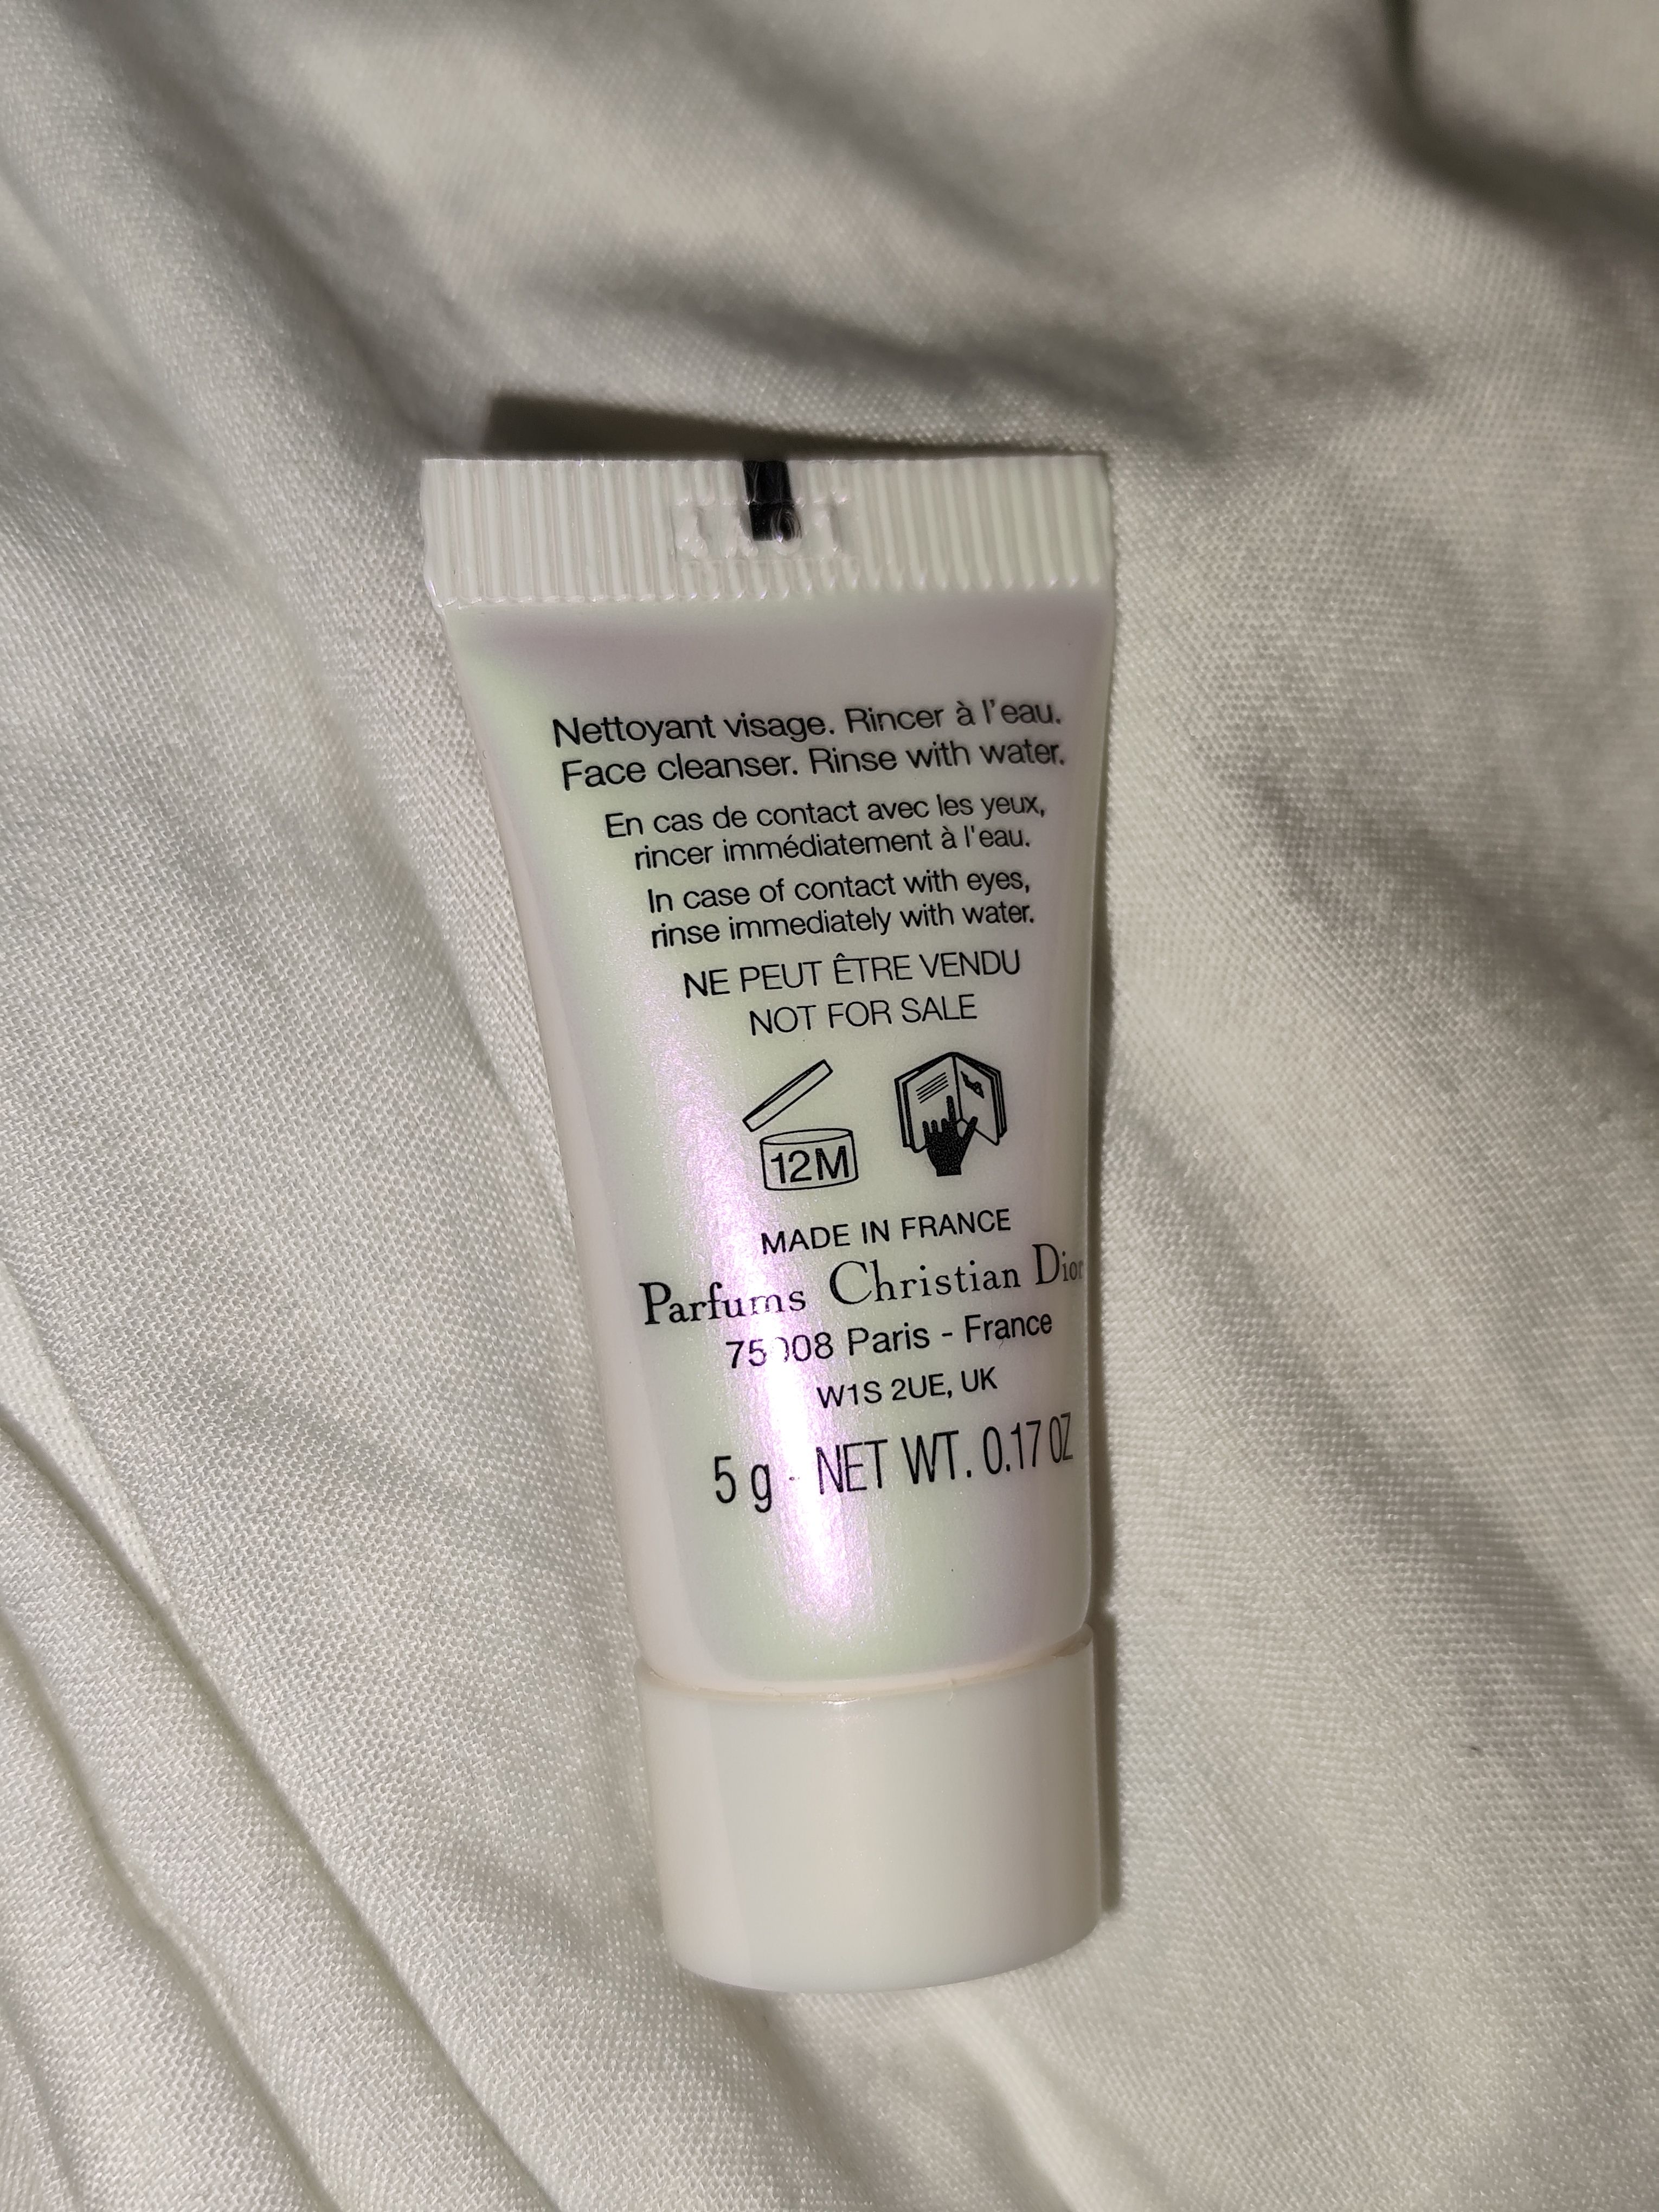 Nettoyant visage. Rincer à l'eau.
Face cleanser. Rinse with water.
En cas de contact avec les yeux,
rincer immédiatement à l'eau.
In case of contact with eyes,
rinse immediately with water.
NE PEUT ÊTRE VENDU
NOT FOR SALE
12M
MADE IN FRANCE
Parfums Christian Dior
75008 Paris - France
W1S 2UE, UK
5 g - NET WT. 0.17 OZ